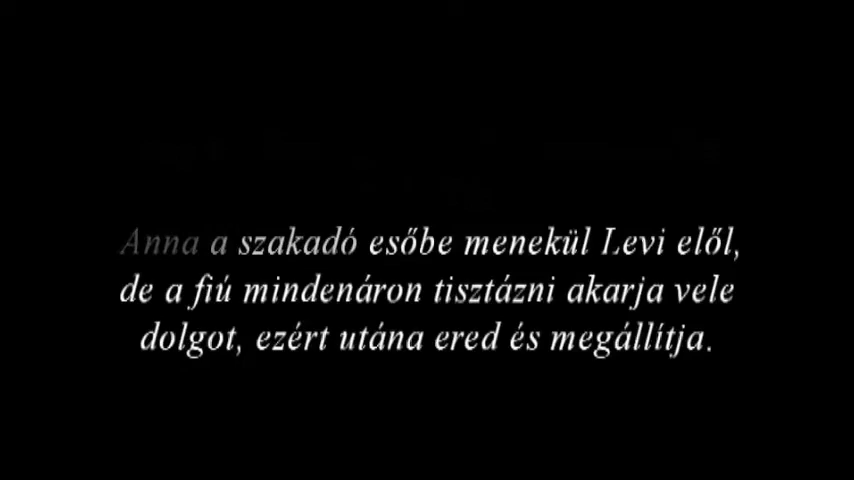 Anna a szakadó esőbe menekül Levi elől,
de a fiú mindenáron tisztázni akarja vele
dolgot, ezért utána ered és megállítja.